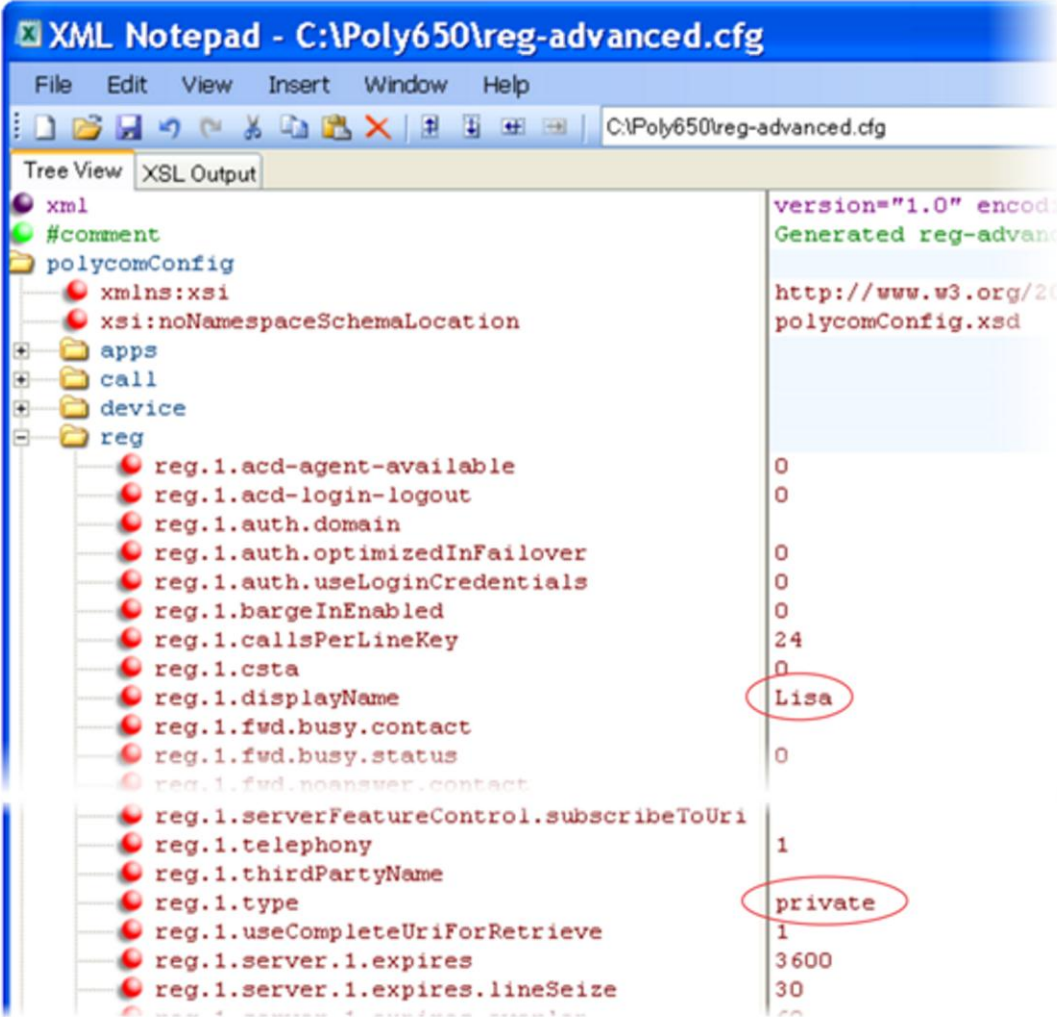 XML Notepad - C:\Poly650\reg-advanced.cfg
File Edit View Insert Window Help
C:\Poly650\reg-advanced.cfg
Tree View XSL Output
xml version="1.0" encodi
#comment Generated reg-advanc
polycomConfig
xmlns:xsi http://www.w3.org/20
xsi:noNamespaceSchemaLocation polycomConfig.xsd
apps
call
device
reg
reg.1.acd-agent-available 0
reg.1.acd-login-logout 0
reg.1.auth.domain
reg.1.auth.optimizedInFailover 0
reg.1.auth.useLoginCredentials 0
reg.1.bargeInEnabled 0
reg.1.callsPerLineKey 24
reg.1.csta 0
reg.1.displayName Lisa
reg.1.fwd.busy.contact
reg.1.fwd.busy.status 0
reg.1.fwd.noanswer.contact
reg.1.serverFeatureControl.subscribeToUri
reg.1.telephony 1
reg.1.thirdPartyName
reg.1.type private
reg.1.useCompleteUriForRetrieve 1
reg.1.server.1.expires 3600
reg.1.server.1.expires.lineSeize 30